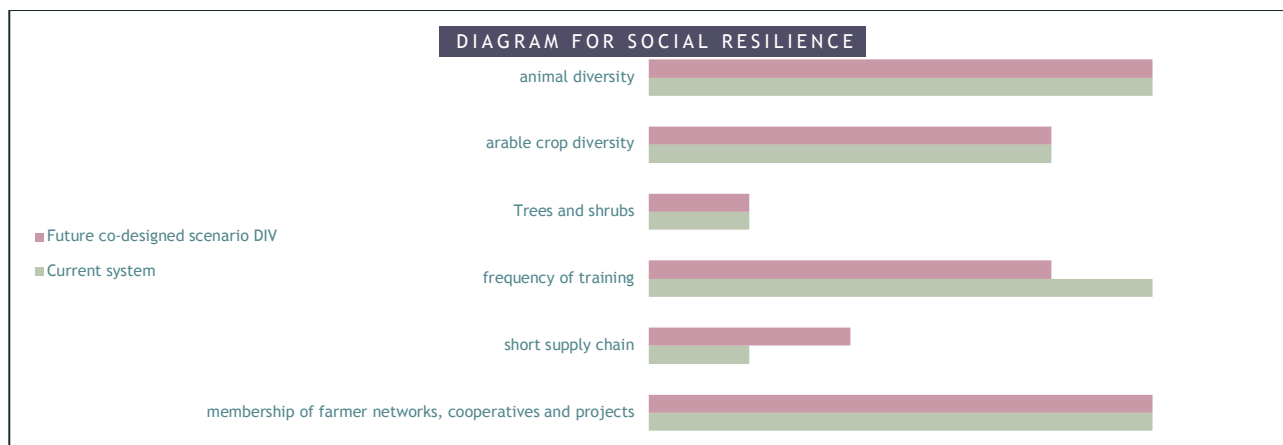 DIAGRAM FOR SOCIAL RESILIENCE
animal diversity
arable crop diversity
Trees and shrubs
Future co-designed scenario DIV
Current system
frequency of training
short supply chain
membership of farmer networks, cooperatives and projects